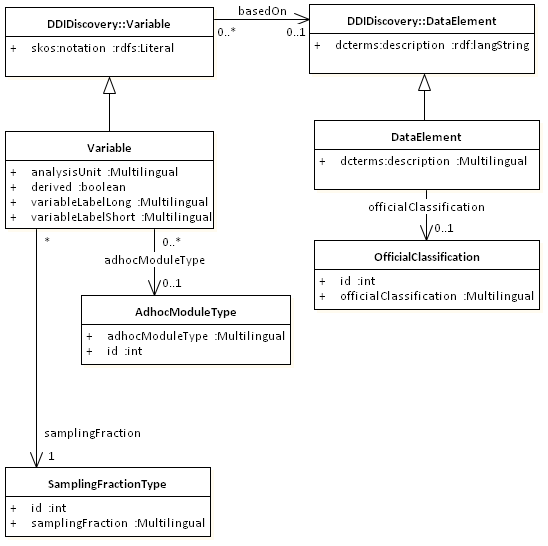 DDIDiscovery::Variable
+ skos:notation :rdfs:Literal
basedOn
0..*
0..1
DDIDiscovery::DataElement
+ dcterms:description :rdf:langString
Variable
+ analysisUnit :Multilingual
+ derived :boolean
+ variableLabelLong :Multilingual
+ variableLabelShort :Multilingual
DataElement
+ dcterms:description :Multilingual
officialClassification
0..1
*
0..*
adhocModuleType
0..1
OfficialClassification
+ id :int
+ officialClassification :Multilingual
AdhocModuleType
+ adhocModuleType :Multilingual
+ id :int
samplingFraction
1
SamplingFractionType
+ id :int
+ samplingFraction :Multilingual